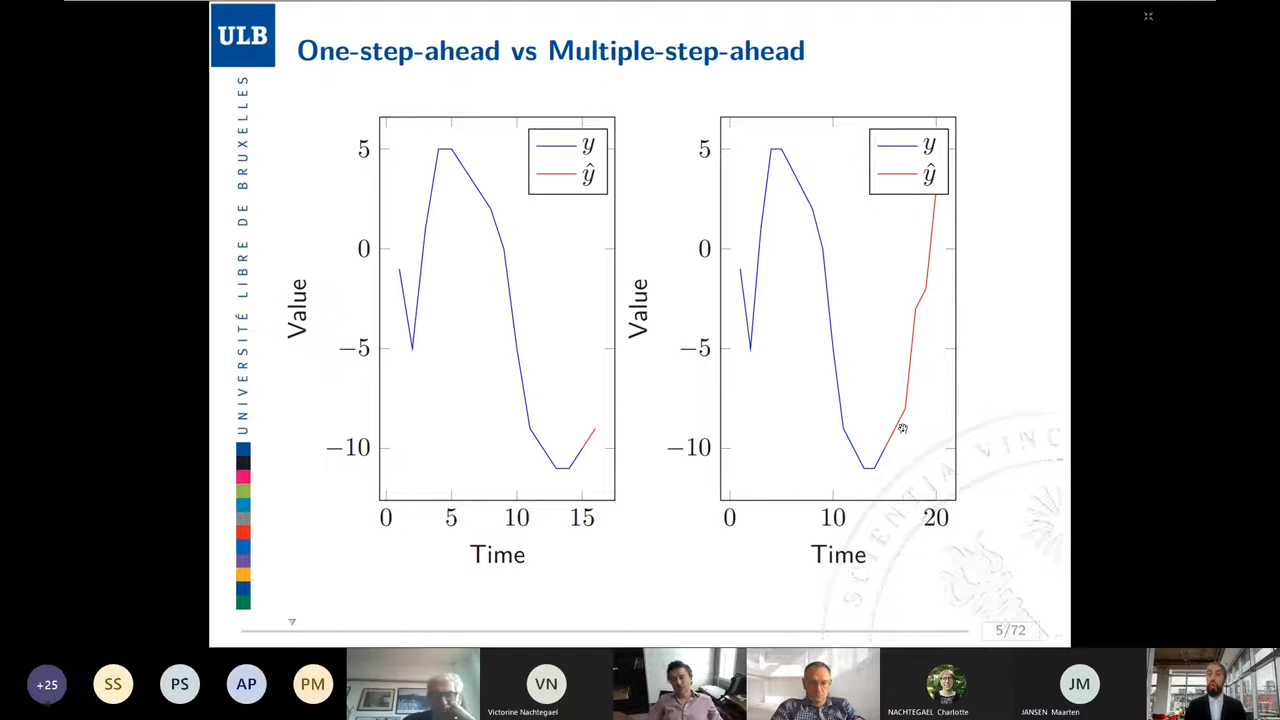 ULB
One-step-ahead vs Multiple-step-ahead
UNIVERSITÉ LIBRE DE BRUXELLES
5
0
−5
−10
Value
0 5 10 15
Time
y
ŷ
5
0
−5
−10
Value
0 10 20
Time
y
ŷ
SCIENTIA VINC
5/72
+25
SS
PS
AP
PM
VN
Victorine Nachtegael
NACHTEGAEL Charlotte
JM
JANSEN Maarten